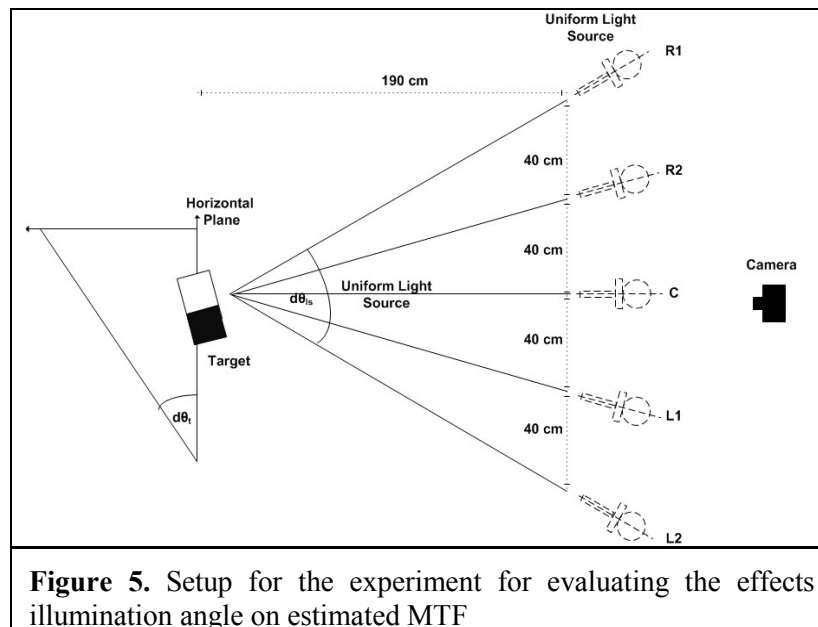 Uniform Light
Source
R1
190 cm
40 cm
R2
Horizontal
Plane
40 cm
Camera
Uniform Light
Source
dθls
C
Target
40 cm
dθt
L1
40 cm
L2
Figure 5. Setup for the experiment for evaluating the effects
illumination angle on estimated MTF